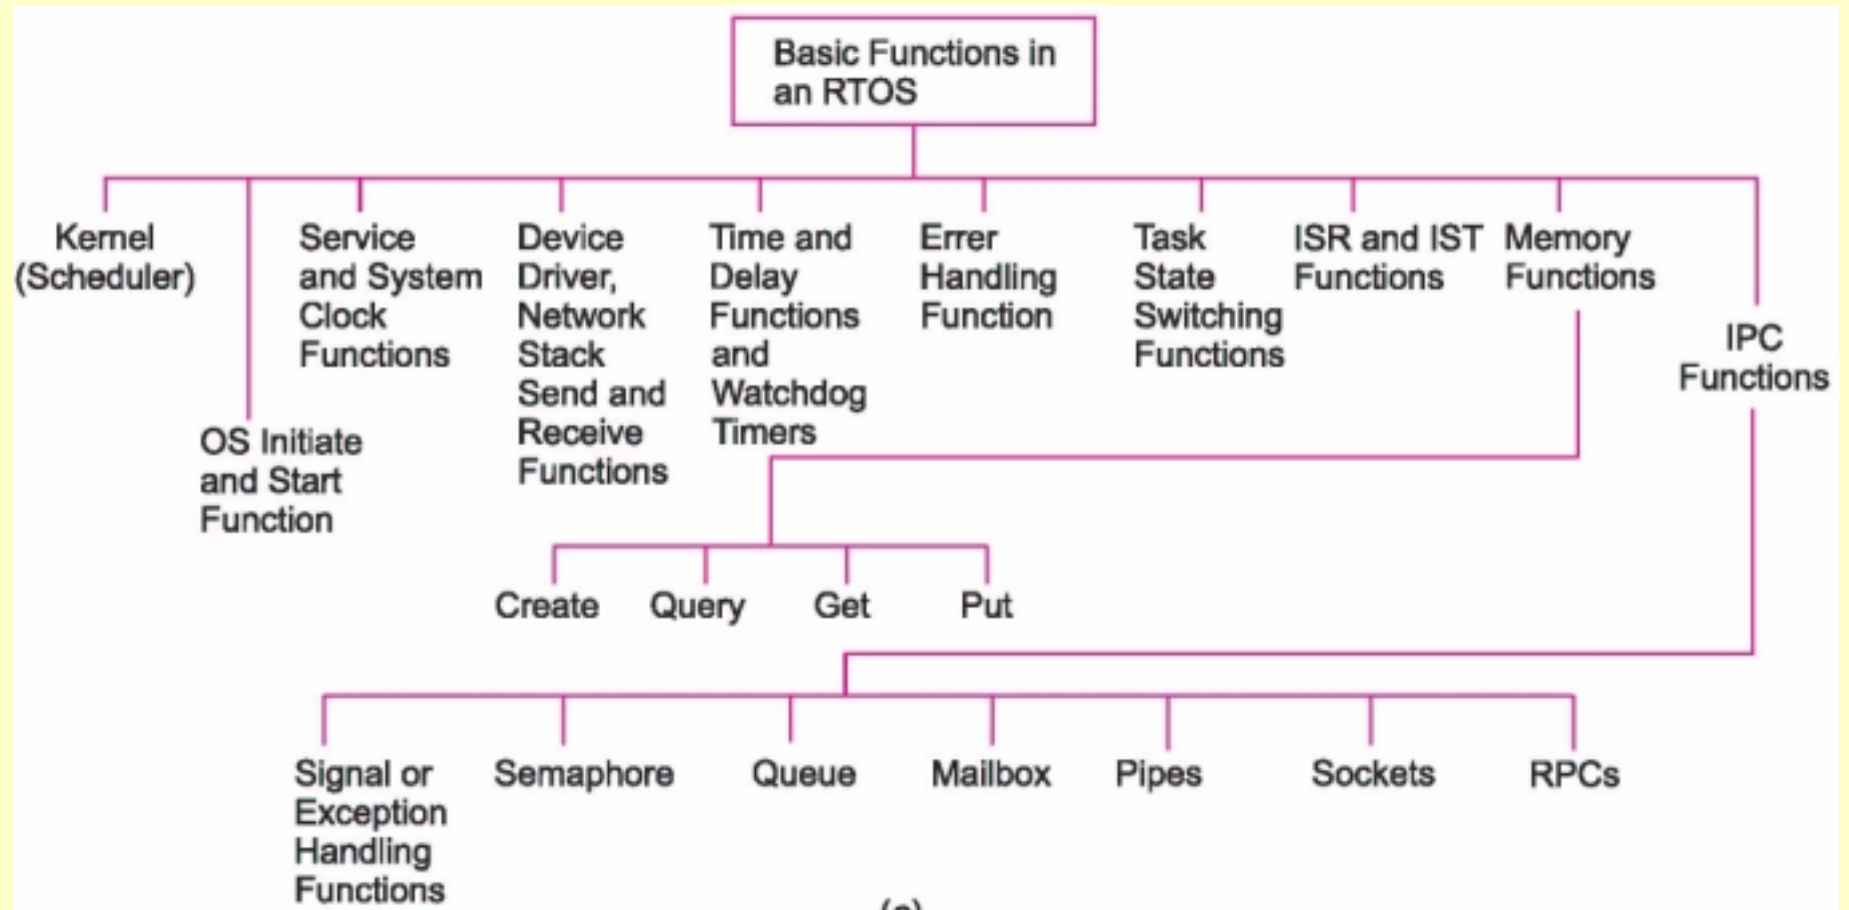 Basic Functions in
an RTOS
Kernel
(Scheduler)
OS Initiate
and Start
Function
Service
and System
Clock
Functions
Device
Driver,
Network
Stack
Send and
Receive
Functions
Time and
Delay
Functions
and
Watchdog
Timers
Errer
Handling
Function
Task
State
Switching
Functions
ISR and IST
Functions
Memory
Functions
IPC
Functions
Create
Query
Get
Put
Signal or
Exception
Handling
Functions
Semaphore
Queue
Mailbox
Pipes
Sockets
RPCs